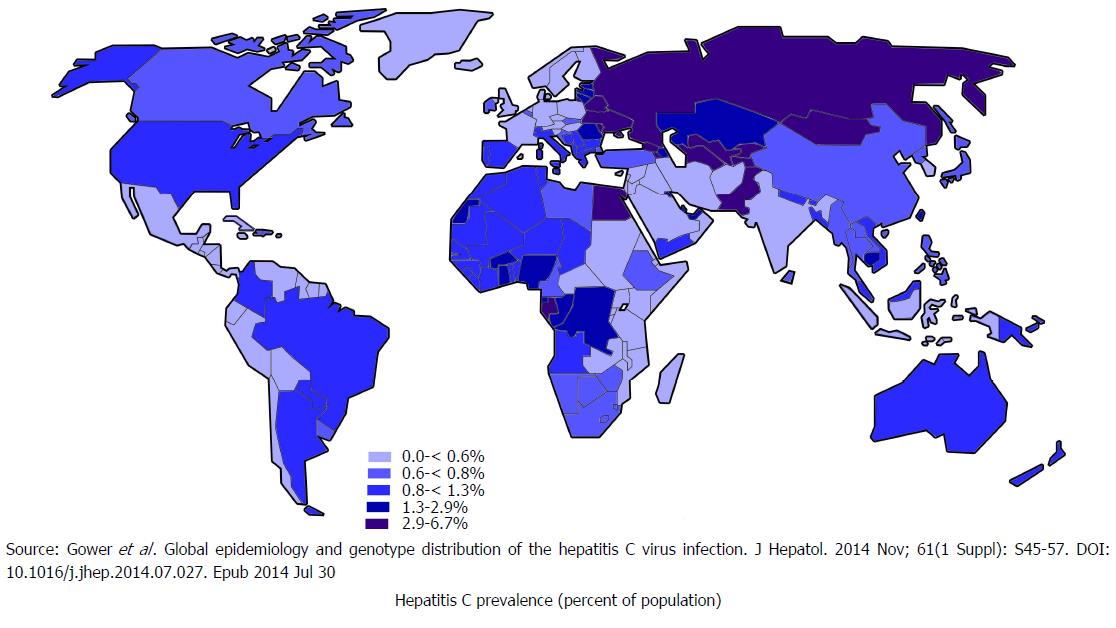 0.0-< 0.6%
0.6-< 0.8%
0.8-< 1.3%
1.3-2.9%
2.9-6.7%
Source: Gower et al. Global epidemiology and genotype distribution of the hepatitis C virus infection. J Hepatol. 2014 Nov; 61(1 Suppl): S45-57. DOI:
10.1016/j.jhep.2014.07.027. Epub 2014 Jul 30
Hepatitis C prevalence (percent of population)